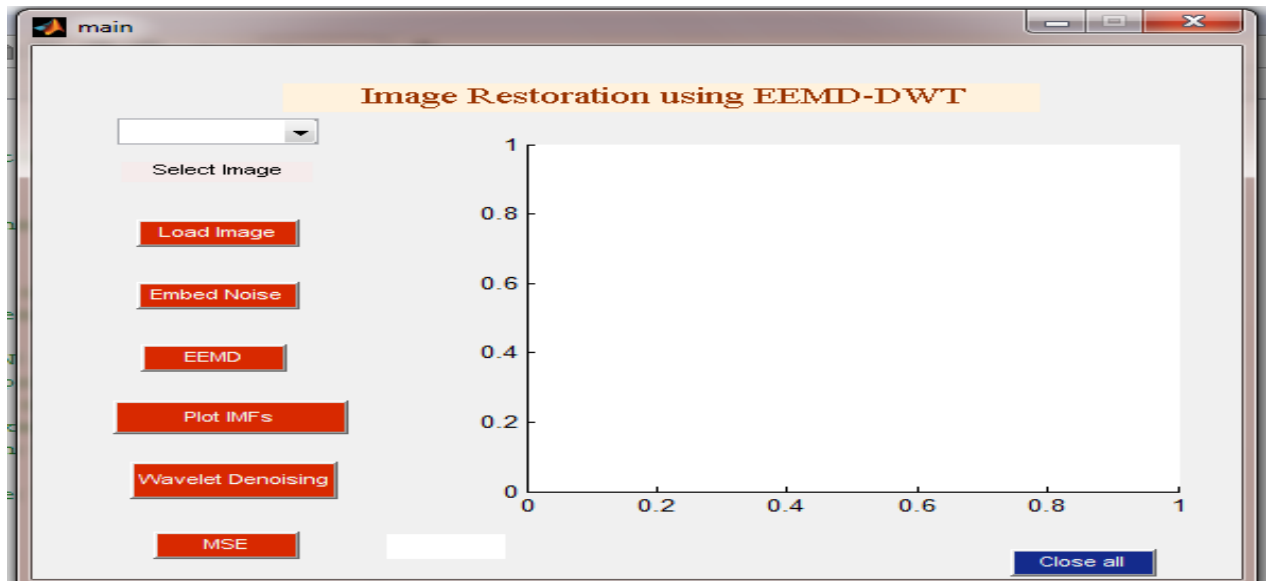 main
Image Restoration using EEMD-DWT
Select Image
Load Image
Embed Noise
EEMD
Plot IMFs
Wavelet Denoising
MSE
1
0.8
0.6
0.4
0.2
0
0 0.2 0.4 0.6 0.8 1
Close all